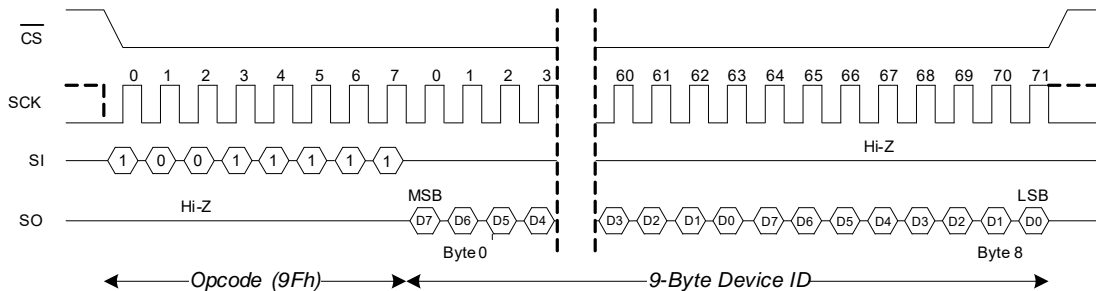 CS
0 1 2 3 4 5 6 7 0 1 2 3 60 61 62 63 64 65 66 67 68 69 70 71
SCK
Hi-Z
SI 1 0 0 1 1 1 1 1
Hi-Z MSB LSB
SO D7 D6 D5 D4 D3 D2 D1 D0 D7 D6 D5 D4 D3 D2 D1 D0
Byte 0 Byte 8
Opcode (9Fh) 9-Byte Device ID